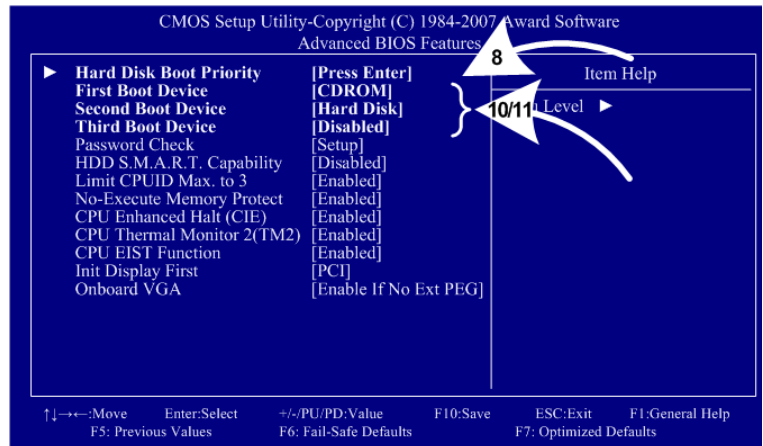 CMOS Setup Utility-Copyright (C) 1984-2007 Award Software
Advanced BIOS Features
8
▶ Hard Disk Boot Priority [Press Enter] Item Help
First Boot Device [CDROM]
Second Boot Device [Hard Disk] 10/11 Level ▶
Third Boot Device [Disabled]
Password Check [Setup]
HDD S.M.A.R.T. Capability [Disabled]
Limit CPUID Max. to 3 [Enabled]
No-Execute Memory Protect [Enabled]
CPU Enhanced Halt (CIE) [Enabled]
CPU Thermal Monitor 2(TM2) [Enabled]
CPU EIST Function [Enabled]
Init Display First [PCI]
Onboard VGA [Enable If No Ext PEG]
↑↓→←:Move Enter:Select +/-/PU/PD:Value F10:Save ESC:Exit F1:General Help
F5: Previous Values F6: Fail-Safe Defaults F7: Optimized Defaults